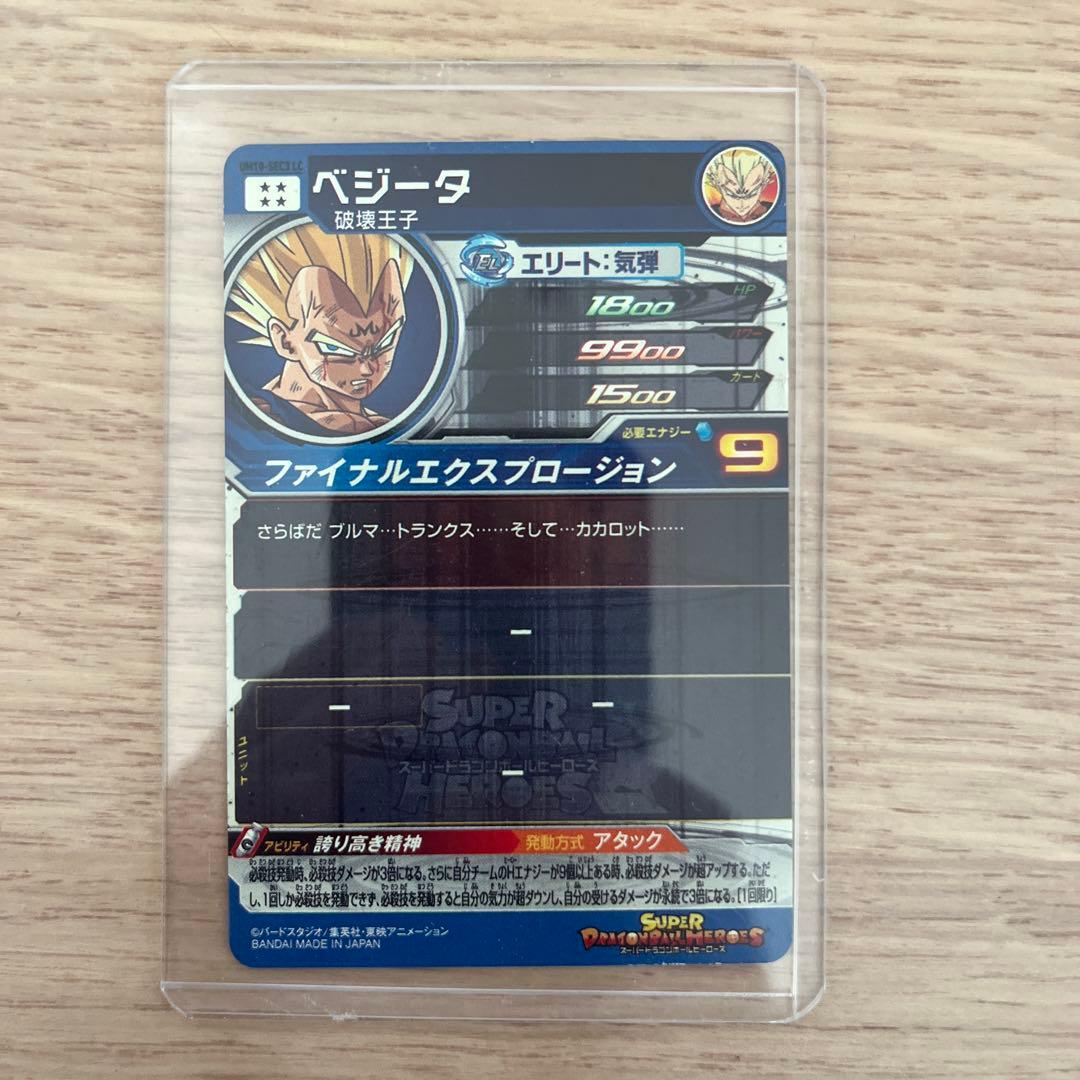 UM10-SEC3 LC
ベジータ
破壊王子
EL エリート:気弾
HP
1800
パワー
9900
ガード
1500
必要エナジー
9
ファイナルエクスプロージョン
さらばだ ブルマ…トランクス……そして…カカロット……
ー
ー
ー
ー
SUPER
DRAGONBALL
スーパードラゴンボールヒーローズ
HEROES
ユニット
アビリティ 誇り高き精神 発動方式 アタック
必殺技発動時、必殺技ダメージが3倍になる。さらに自分チームのHエナジーが9個以上ある時、必殺技ダメージが超アップする。ただ
し、1回しか必殺技を発動できず、必殺技を発動すると自分の気力が超ダウンし、自分の受けるダメージが永続で3倍になる。[1回限り]
©バードスタジオ/集英社・東映アニメーション
BANDAI MADE IN JAPAN
SUPER
DRAGONBALL HEROES
スーパードラゴンボールヒーローズ